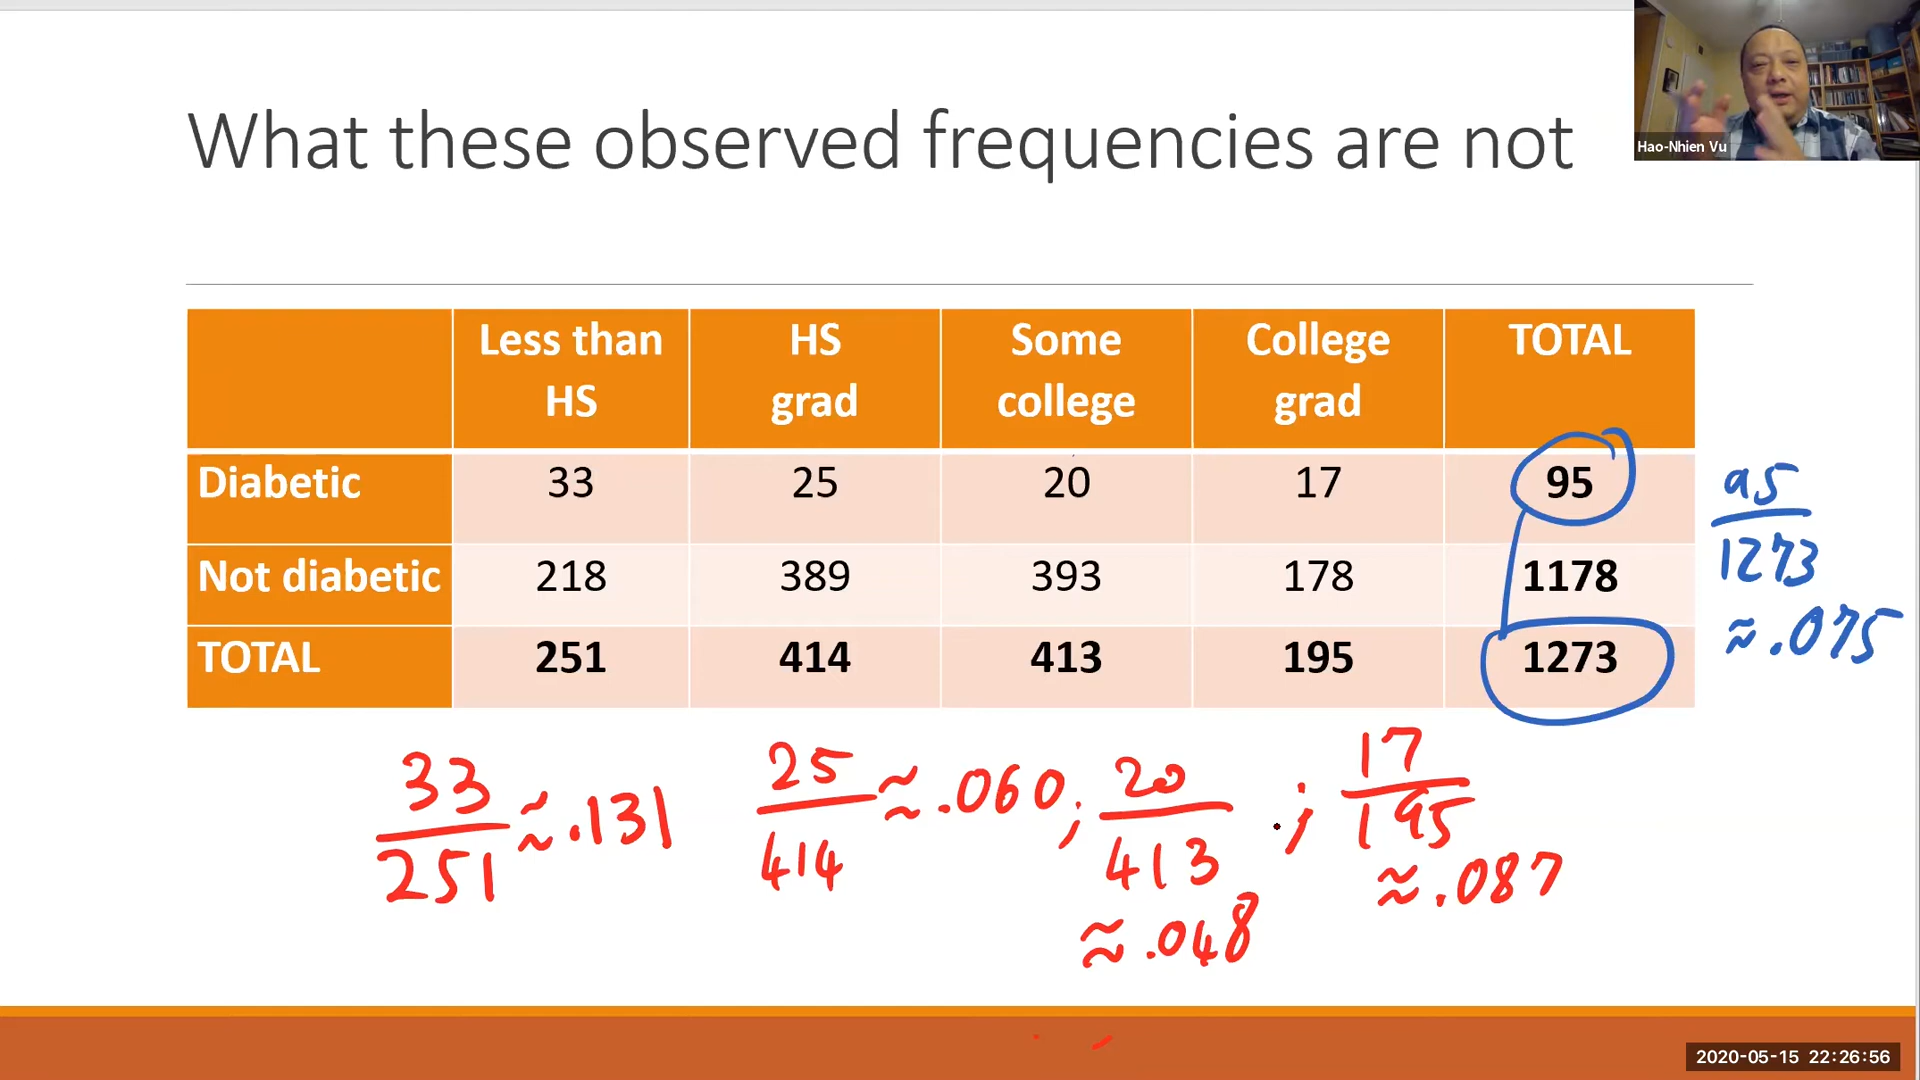 What these observed frequencies are not
Hao-Nhien Vu
Less than HS
HS grad
Some college
College grad
TOTAL
Diabetic 33 25 20 17 95
Not diabetic 218 389 393 178 1178
TOTAL 251 414 413 195 1273
95
1273
≈ .075
33
251
≈ .131
25
414
≈ .060 ;
20
413
≈ .048
;
17
195
≈ .087
2020-05-15 22:26:56